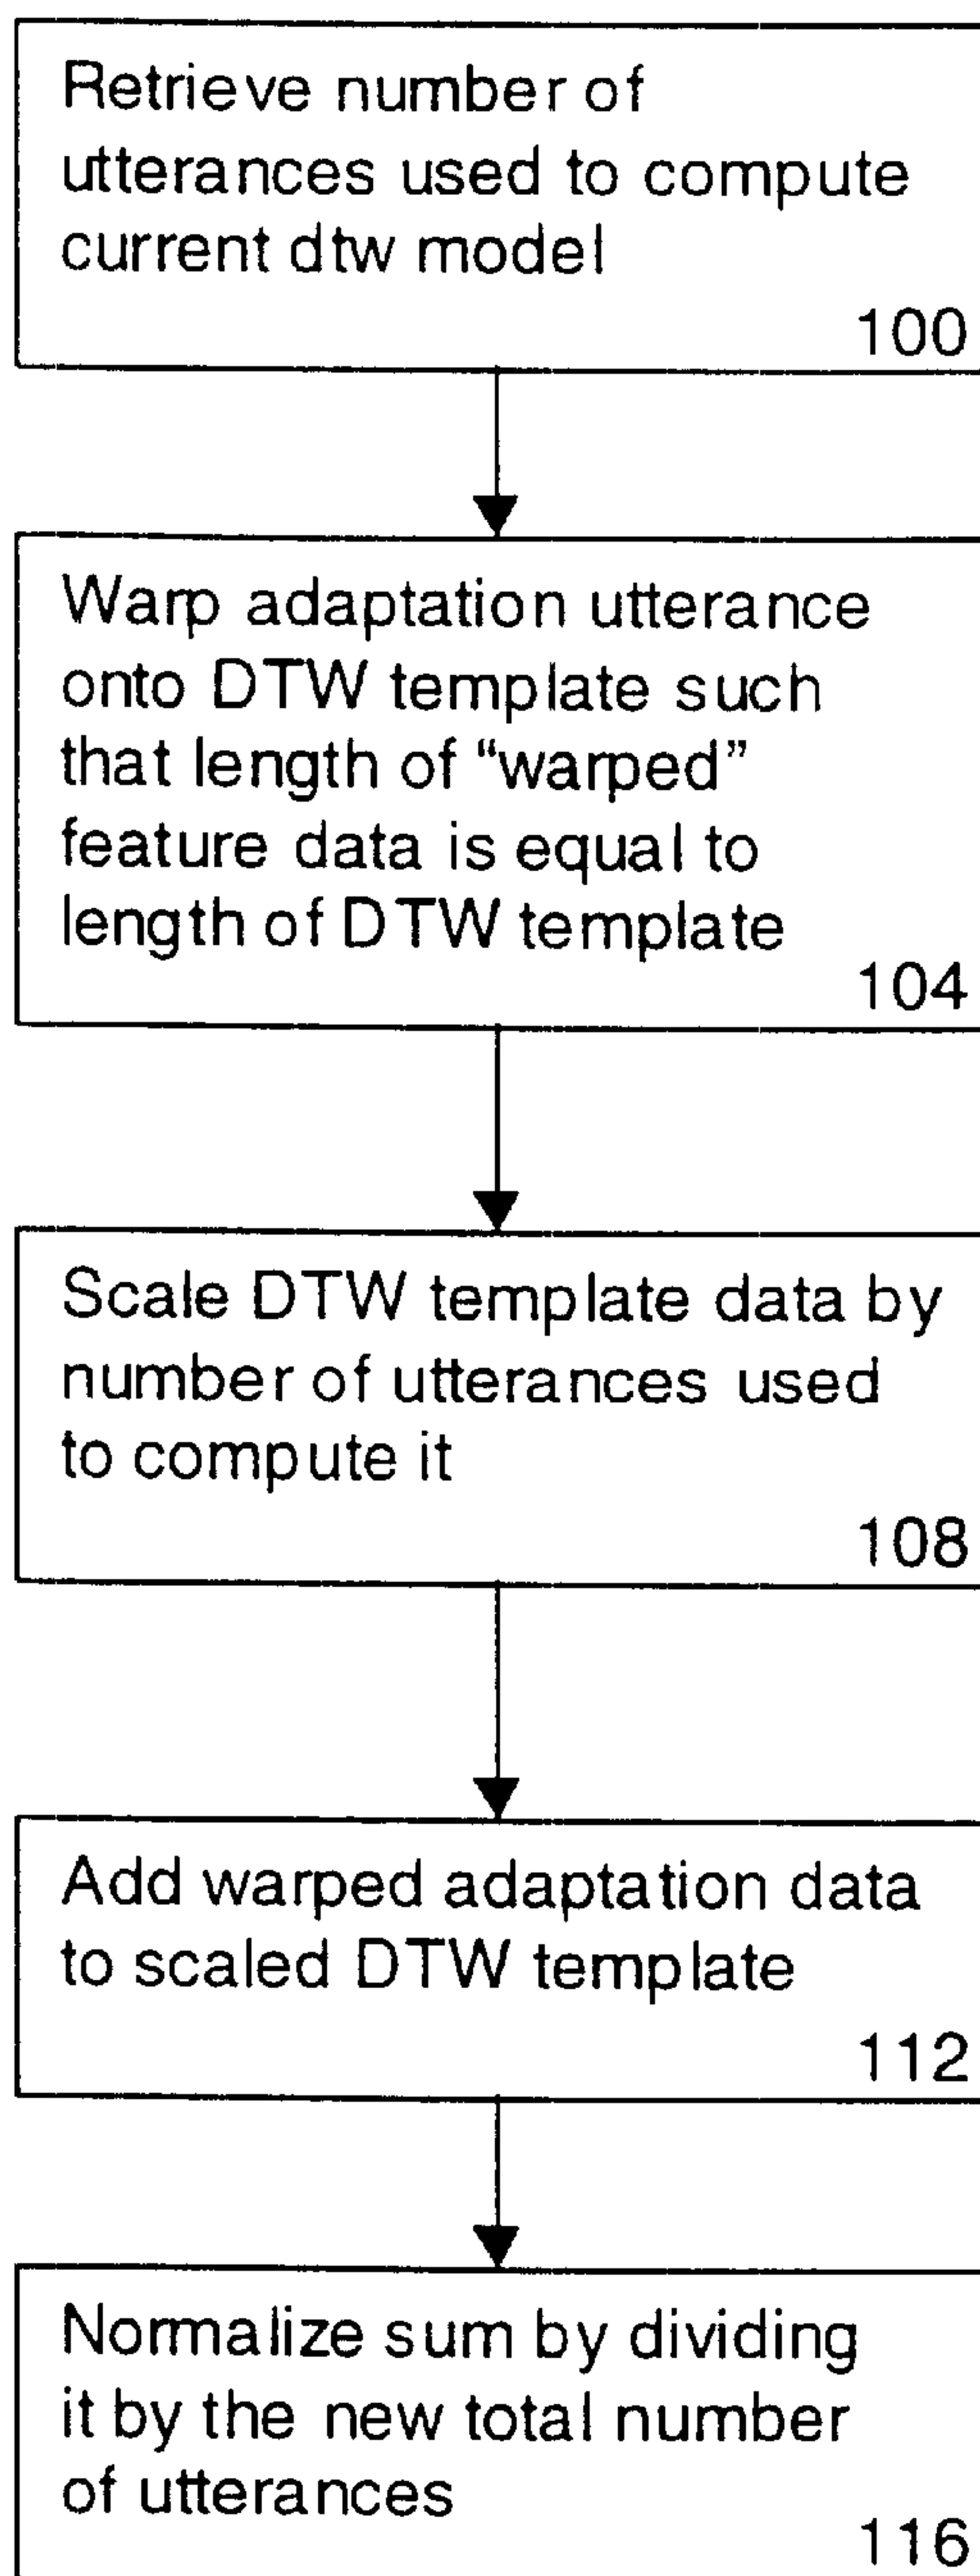 Retrieve number of
utterances used to compute
current dtw model
100
Warp adaptation utterance
onto DTW template such
that length of “warped”
feature data is equal to
length of DTW template
104
Scale DTW template data by
number of utterances used
to compute it
108
Add warped adaptation data
to scaled DTW template
112
Normalize sum by dividing
it by the new total number
of utterances
116